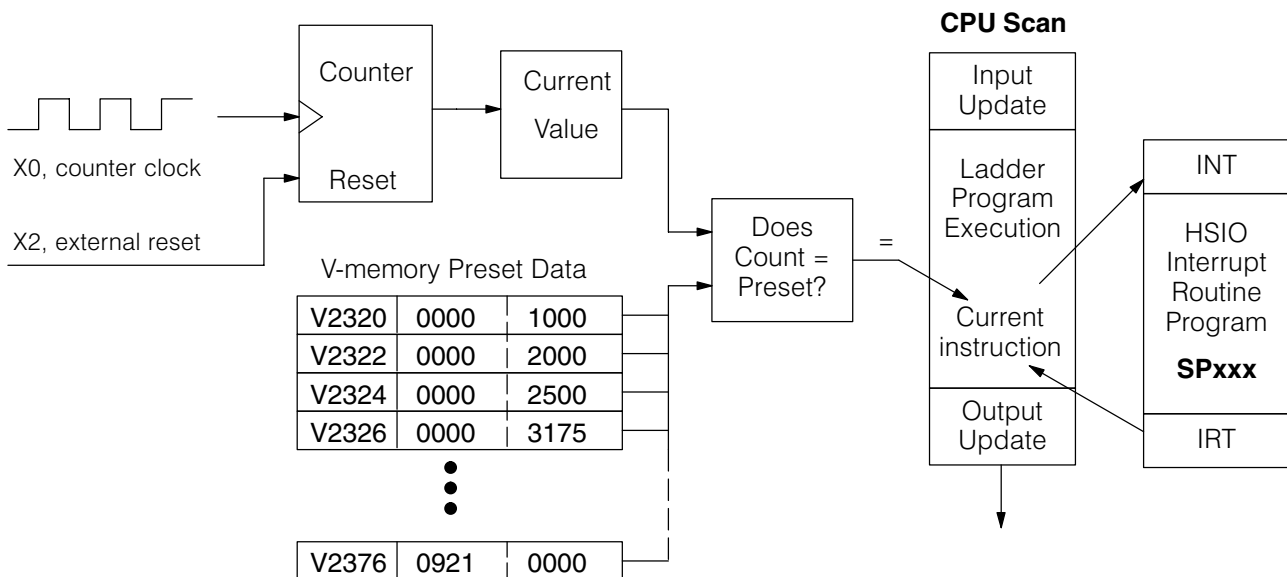 CPU Scan
Counter
Reset
Current
Value
X0, counter clock
X2, external reset
V-memory Preset Data
V2320 0000 1000
V2322 0000 2000
V2324 0000 2500
V2326 0000 3175
V2376 0921 0000
Does
Count =
Preset?
=
Input
Update
Ladder
Program
Execution
Current
instruction
Output
Update
INT
HSIO
Interrupt
Routine
Program
SPxxx
IRT